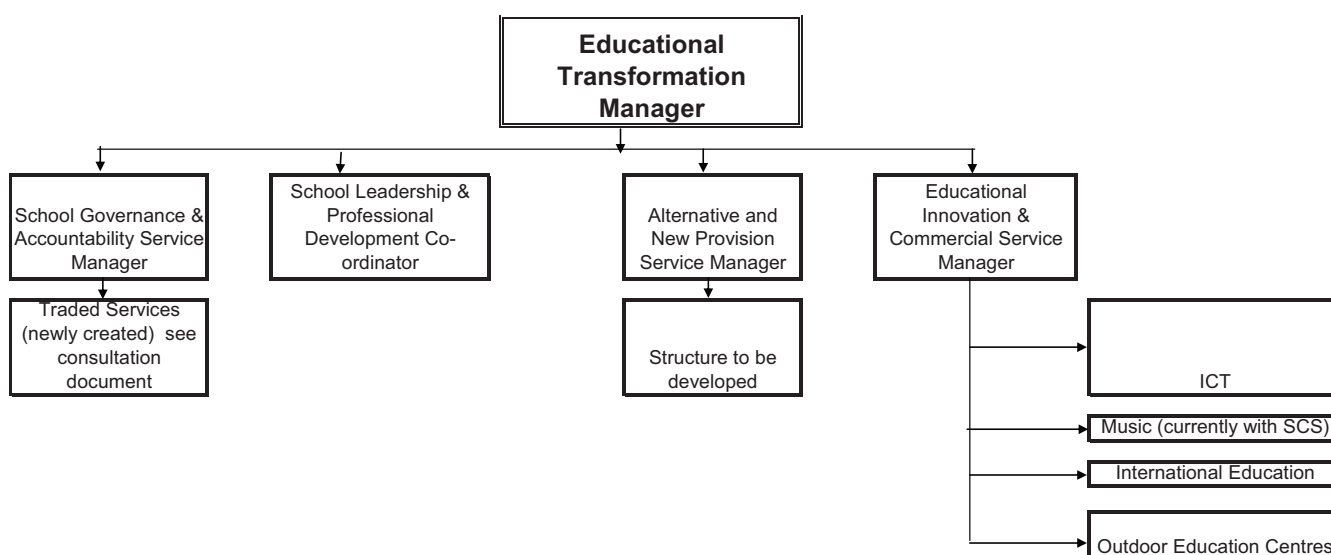 Educational
Transformation
Manager
School Governance &
Accountability Service
Manager
School Leadership &
Professional
Development Co-
ordinator
Alternative and
New Provision
Service Manager
Educational
Innovation &
Commercial Service
Manager
Traded Services
(newly created) see
consultation
document
Structure to be
developed
ICT
Music (currently with SCS)
International Education
Outdoor Education Centres